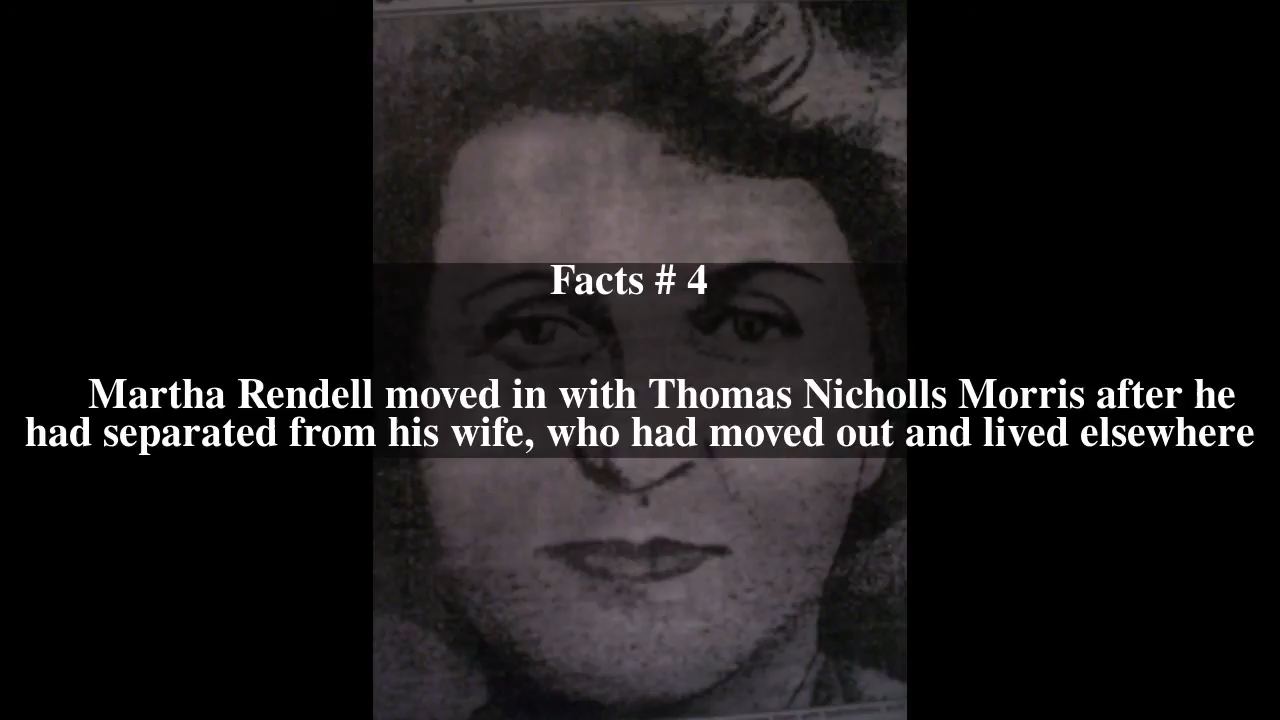 Facts # 4
Martha Rendell moved in with Thomas Nicholls Morris after he
had separated from his wife, who had moved out and lived elsewhere